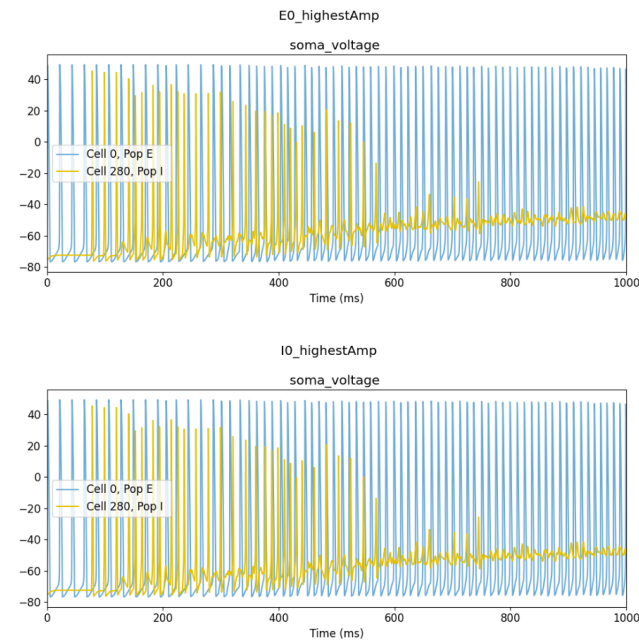 E0_highestAmp
soma_voltage
40
20
0
−20
−40
−60
−80
Cell 0, Pop E
Cell 280, Pop I
0
200
400
600
800
1000
Time (ms)
I0_highestAmp
soma_voltage
40
20
0
−20
−40
−60
−80
Cell 0, Pop E
Cell 280, Pop I
0
200
400
600
800
1000
Time (ms)